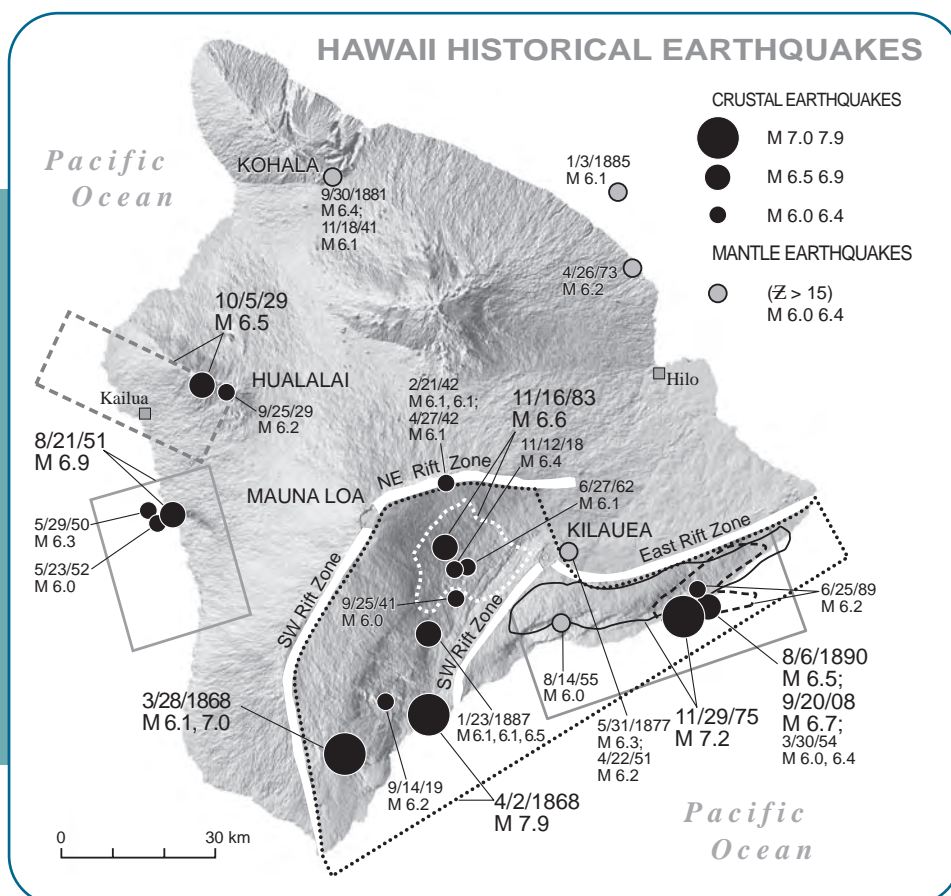 HAWAII HISTORICAL EARTHQUAKES
CRUSTAL EARTHQUAKES
M 7.0 7.9
M 6.5 6.9
M 6.0 6.4
MANTLE EARTHQUAKES
(Z > 15)
M 6.0 6.4
Pacific
Ocean
KOHALA
9/30/1881
M 6.4;
11/18/41
M 6.1
1/3/1885
M 6.1
4/26/73
M 6.2
10/5/29
M 6.5
HUALALAI
Kailua
9/25/29
M 6.2
Hilo
8/21/51
M 6.9
5/29/50
M 6.3
5/23/52
M 6.0
2/21/42
M 6.1, 6.1;
4/27/42
M 6.1
11/16/83
M 6.6
11/12/18
M 6.4
6/27/62
M 6.1
NE Rift Zone
MAUNA LOA
KILAUEA
East Rift Zone
SW Rift Zone
9/25/41
M 6.0
SW Rift Zone
6/25/89
M 6.2
8/14/55
M 6.0
3/28/1868
M 6.1, 7.0
1/23/1887
M 6.1, 6.1, 6.5
9/14/19
M 6.2
4/2/1868
M 7.9
5/31/1877
M 6.3;
4/22/51
M 6.2
11/29/75
M 7.2
8/6/1890
M 6.5;
9/20/08
M 6.7;
3/30/54
M 6.0, 6.4
0 30 km
Pacific
Ocean